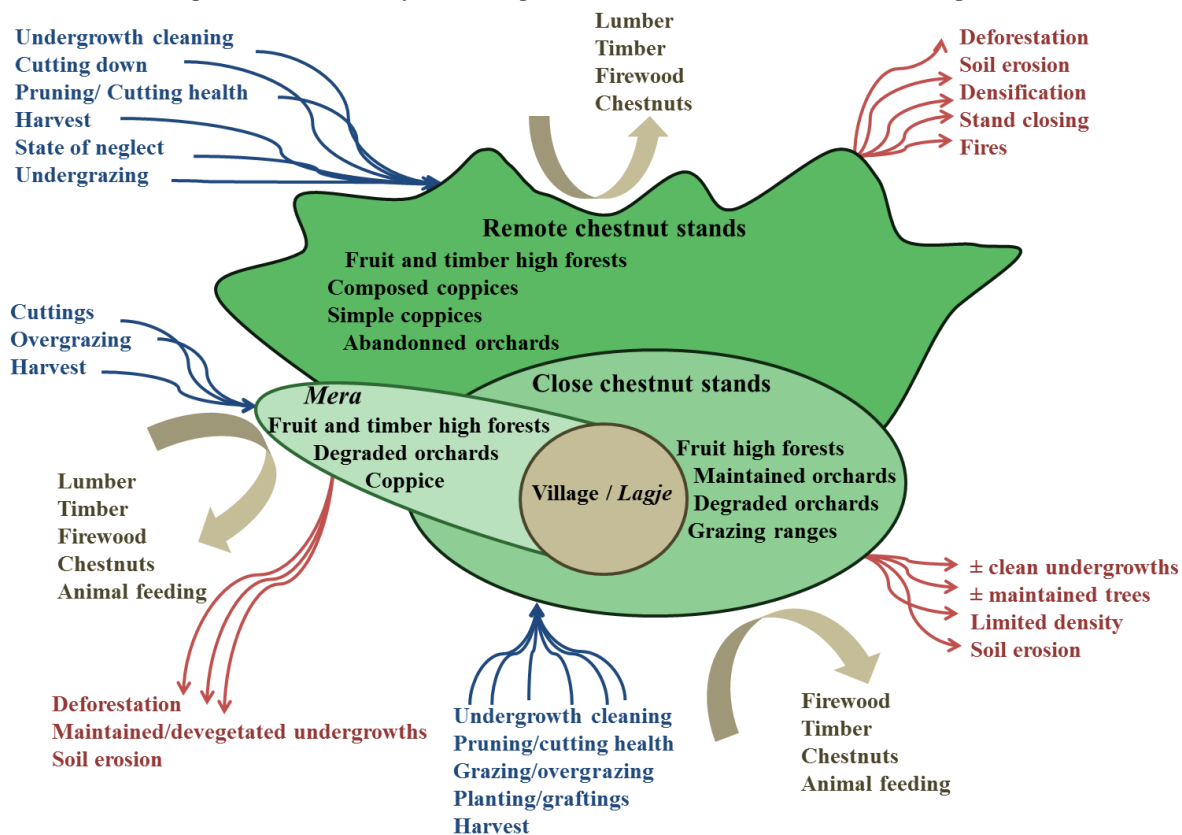 Undergrowth cleaning
Cutting down
Pruning/ Cutting health
Harvest
State of neglect
Undergrazing
Lumber
Timber
Firewood
Chestnuts
Deforestation
Soil erosion
Densification
Stand closing
Fires
Remote chestnut stands
Fruit and timber high forests
Composed coppices
Simple coppices
Abandonned orchards
Cuttings
Overgrazing
Harvest
Close chestnut stands
Mera
Fruit and timber high forests
Degraded orchards
Coppice
Village / Lagje
Fruit high forests
Maintained orchards
Degraded orchards
Grazing ranges
Lumber
Timber
Firewood
Chestnuts
Animal feeding
± clean undergrowths
± maintained trees
Limited density
Soil erosion
Deforestation
Maintained/devegetated undergrowths
Soil erosion
Undergrowth cleaning
Pruning/cutting health
Grazing/overgrazing
Planting/graftings
Harvest
Firewood
Timber
Chestnuts
Animal feeding